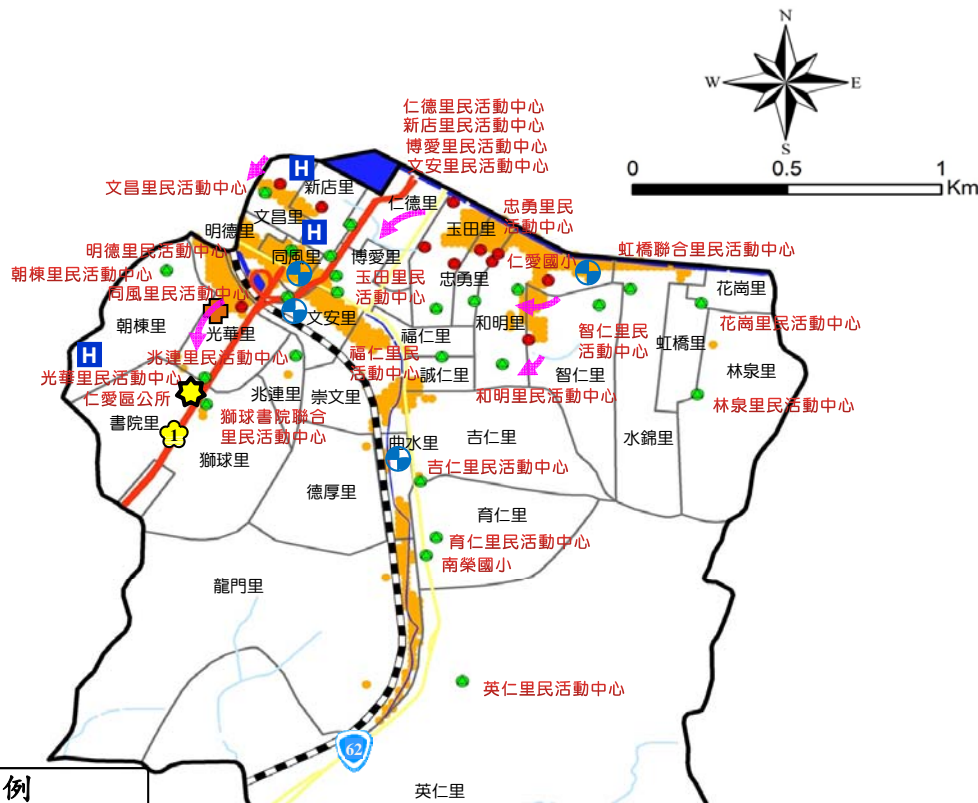 N
W
E
S
0
0.5
1
Km
仁德里民活動中心
新店里民活動中心
博愛里民活動中心
文安里民活動中心
H
文昌里民活動中心
新店里
仁德里
忠勇里民
活動中心
文昌里
玉田里
明德里
H
明德里民活動中心
同風里
博愛里
虹橋聯合里民活動中心
仁愛國小
朝棟里民活動中心
玉田里民
活動中心
忠勇里
花崗里
同風里民活動中心
朝棟里
光華里
文安里
和明里
花崗里民活動中心
福仁里
智仁里民
活動中心
虹橋里
H
兆連里民活動中心
福仁里民
活動中心
光華里民活動中心
誠仁里
智仁里
林泉里
仁愛區公所
兆連里
崇文里
和明里民活動中心
林泉里民活動中心
書院里
獅球書院聯合
里民活動中心
1
曲水里
吉仁里
水錦里
獅球里
吉仁里民活動中心
德厚里
育仁里
育仁里民活動中心
南榮國小
龍門里
英仁里民活動中心
62
例
英仁里